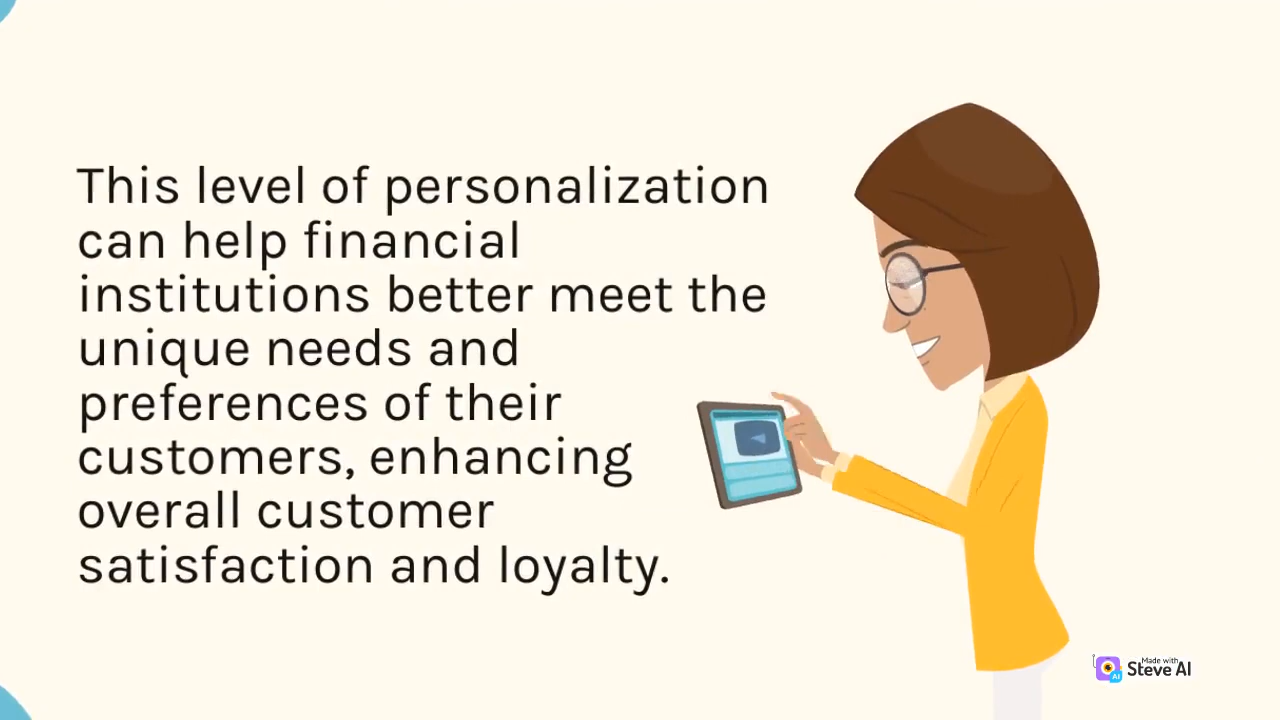 This level of personalization
can help financial
institutions better meet the
unique needs and
preferences of their
customers, enhancing
overall customer
satisfaction and loyalty.
Made with
Steve AI
AI